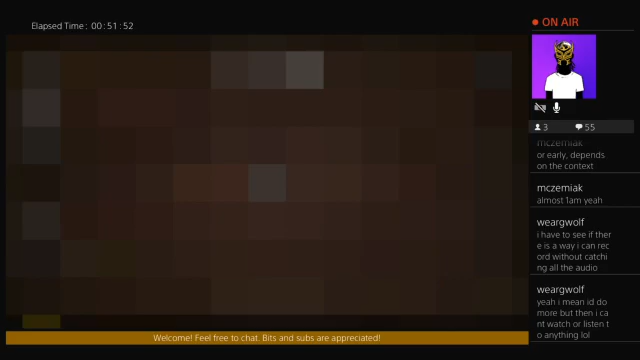 Elapsed Time: 00:51:52
ON AIR
3
55
mczemiak
or early, depends
on the context
mczemiak
almost 1am yeah
weargwolf
i have to see if ther
e is a way i can rec
ord without catchi
ng all the audio
weargwolf
yeah i mean id do
more but then i ca
nt watch or listen t
o anything lol
Welcome! Feel free to chat. Bits and subs are appreciated!